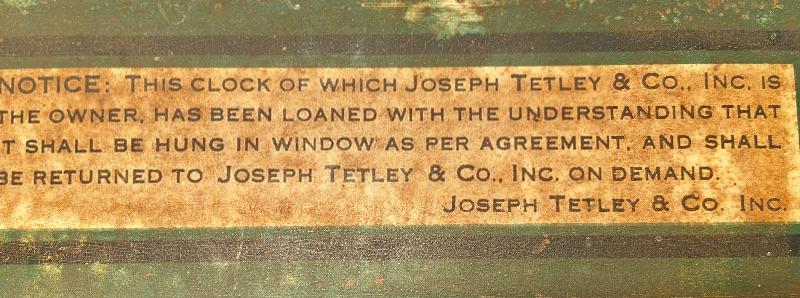 NOTICE: THIS CLOCK OF WHICH JOSEPH TETLEY & CO., INC. IS
THE OWNER, HAS BEEN LOANED WITH THE UNDERSTANDING THAT
T SHALL BE HUNG IN WINDOW AS PER AGREEMENT, AND SHALL
BE RETURNED TO JOSEPH TETLEY & CO., INC. ON DEMAND.
JOSEPH TETLEY & CO. INC.